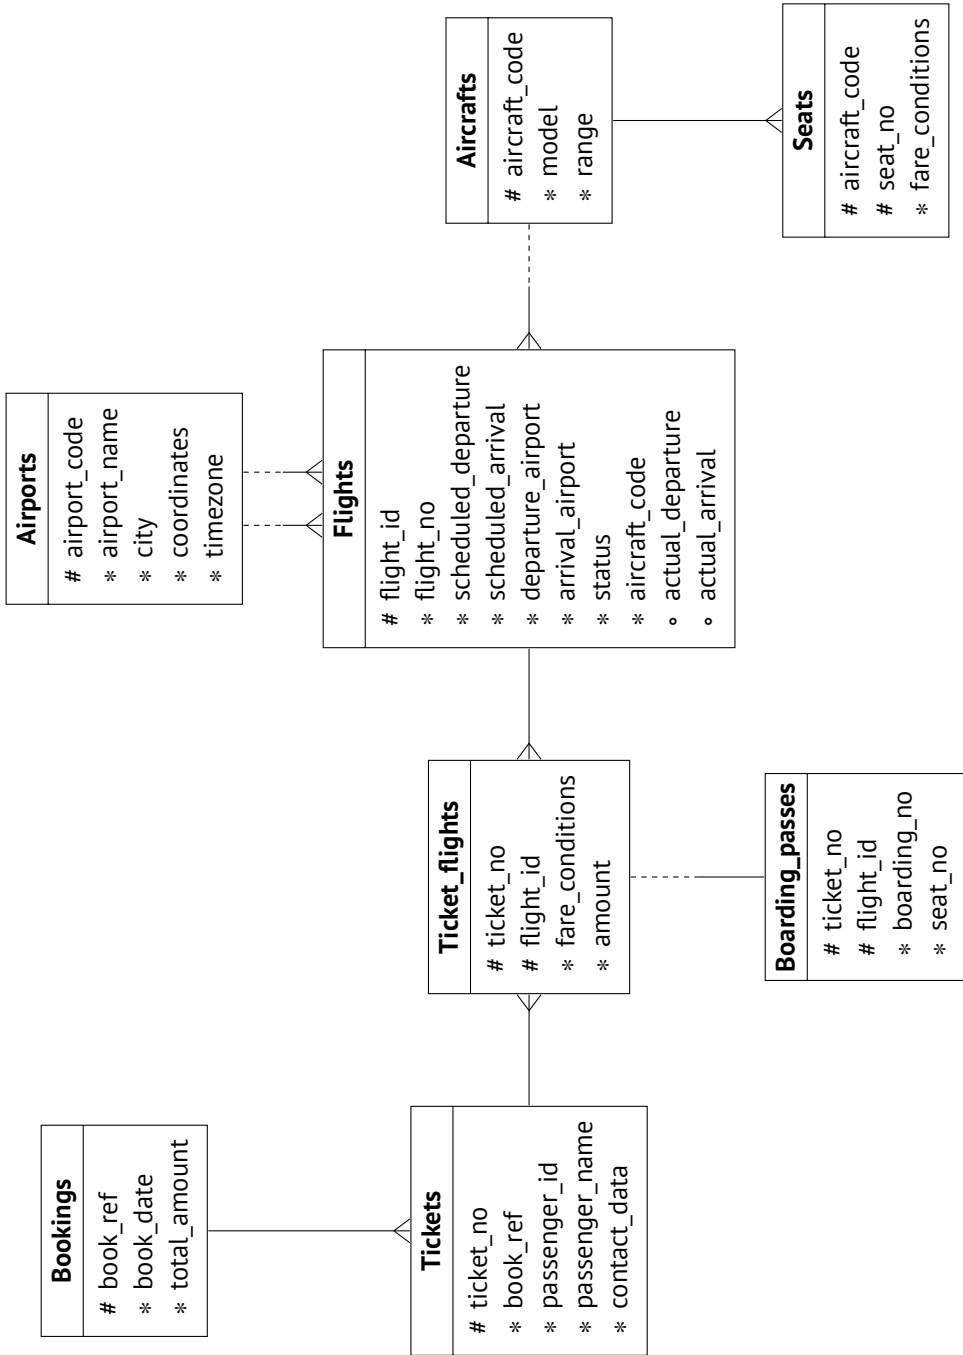 Bookings
# book_ref
* book_date
* total_amount
Airports
# airport_code
* airport_name
* city
* coordinates
* timezone
Tickets
# ticket_no
* book_ref
* passenger_id
* passenger_name
* contact_data
Ticket_flights
# ticket_no
# flight_id
* fare_conditions
* amount
Flights
# flight_id
* flight_no
* scheduled_departure
* scheduled_arrival
* departure_airport
* arrival_airport
* status
* aircraft_code
° actual_departure
° actual_arrival
Aircrafts
# aircraft_code
* model
* range
Boarding_passes
# ticket_no
# flight_id
* boarding_no
* seat_no
Seats
# aircraft_code
# seat_no
* fare_conditions